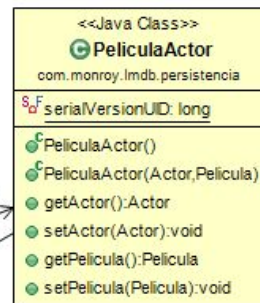 <<Java Class>>
PeliculaActor
com.monroy.lmdb.persistencia
serialVersionUID: long
PeliculaActor()
PeliculaActor(Actor,Pelicula)
getActor():Actor
setActor(Actor):void
getPelicula():Pelicula
setPelicula(Pelicula):void